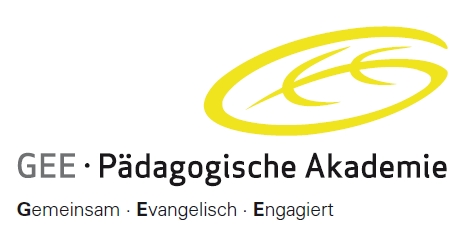 GEE · Pädagogische Akademie
Gemeinsam · Evangelisch · Engagiert